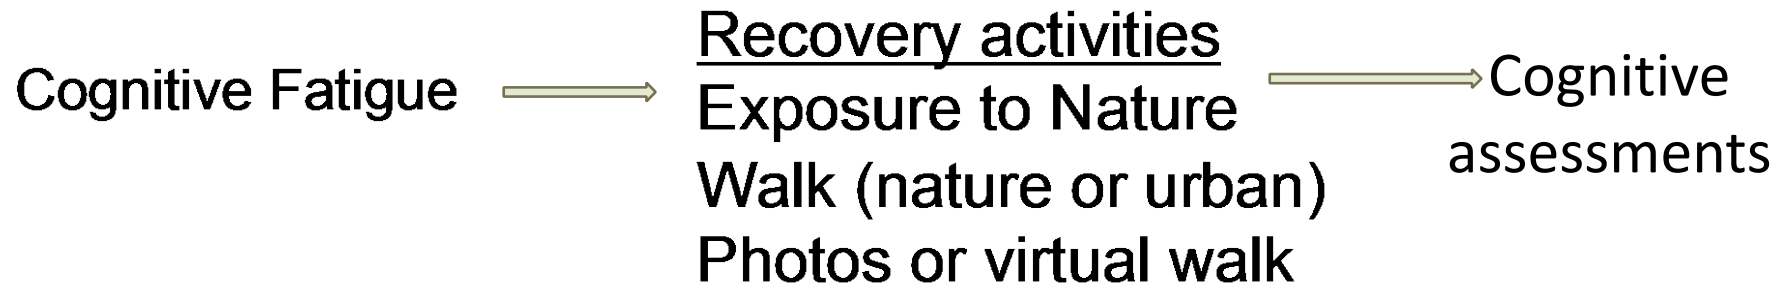 Cognitive Fatigue
Recovery activities
Exposure to Nature
Walk (nature or urban)
Photos or virtual walk
Cognitive
assessments